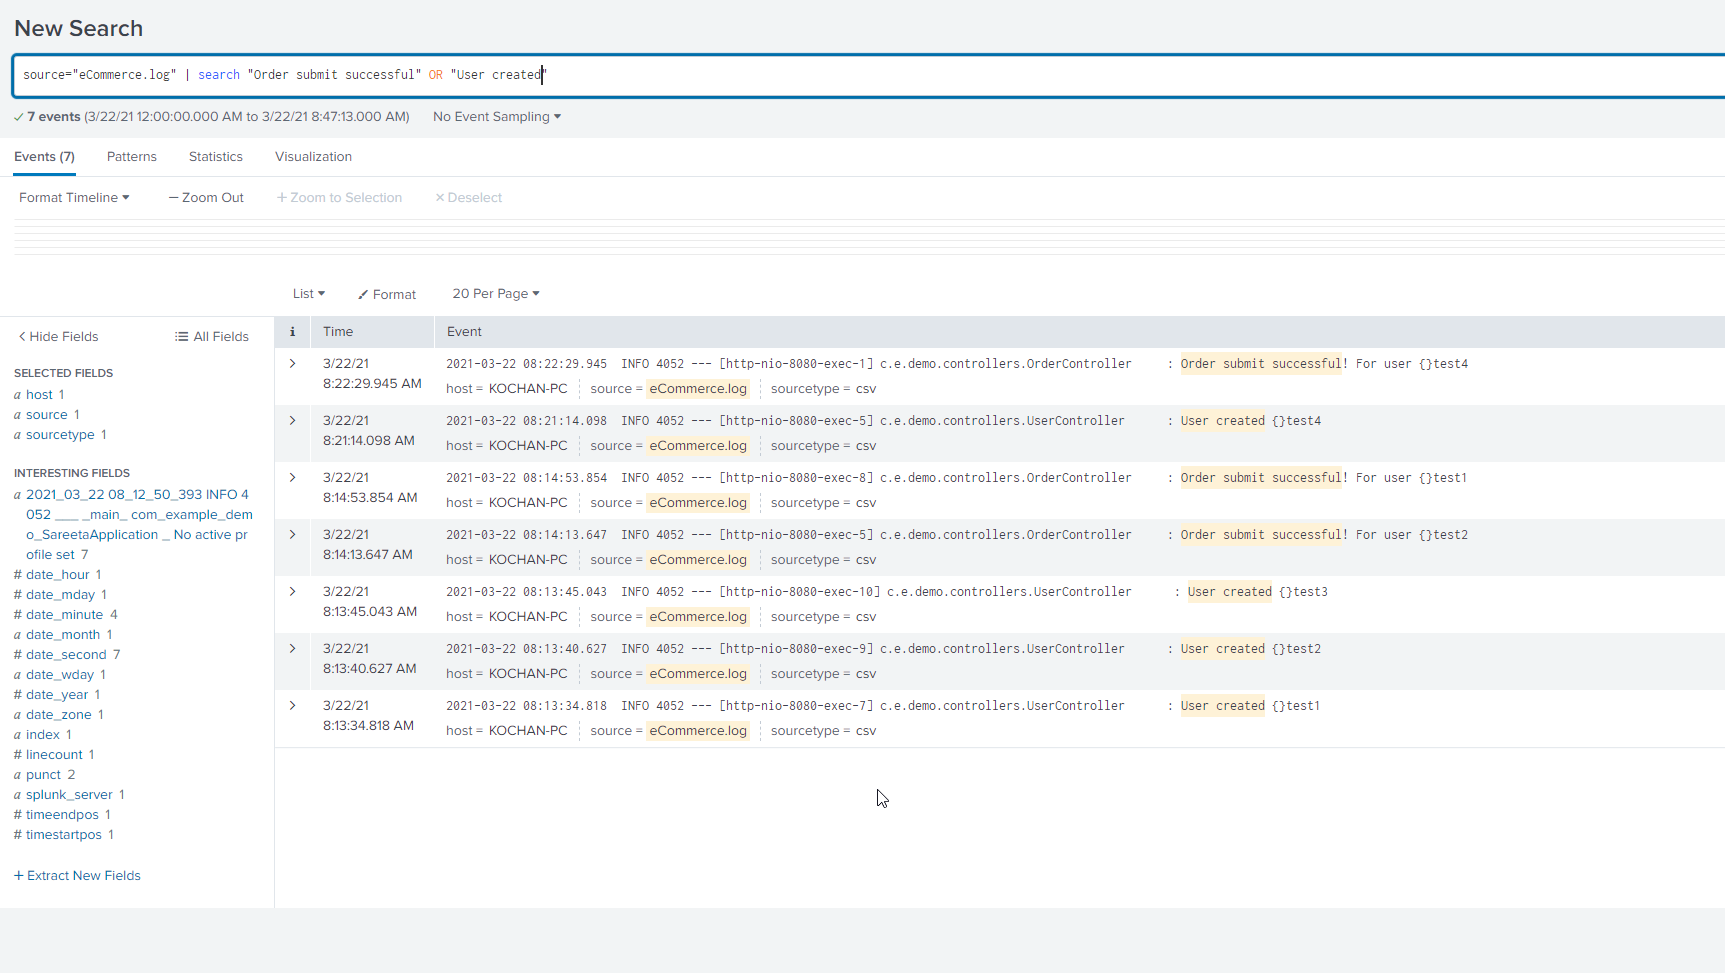 New Search
source="eCommerce.log" | search "Order submit successful" OR "User created"
✓ 7 events (3/22/21 12:00:00.000 AM to 3/22/21 8:47:13.000 AM) No Event Sampling ▾
Events (7) Patterns Statistics Visualization
Format Timeline ▾ — Zoom Out + Zoom to Selection × Deselect
List ▾ Format 20 Per Page ▾
< Hide Fields All Fields
SELECTED FIELDS
a host 1
a source 1
a sourcetype 1
INTERESTING FIELDS
a 2021_03_22 08_12_50_393 INFO 4
052 ___ _main_ com_example_dem
o_SareetaApplication _ No active pr
ofile set 7
# date_hour 1
# date_mday 1
# date_minute 4
a date_month 1
# date_second 7
a date_wday 1
# date_year 1
a date_zone 1
a index 1
# linecount 1
a punct 2
a splunk_server 1
# timeendpos 1
# timestartpos 1
+ Extract New Fields
i Time Event
> 3/22/21 2021-03-22 08:22:29.945 INFO 4052 --- [http-nio-8080-exec-1] c.e.demo.controllers.OrderController : Order submit successful! For user {}test4
8:22:29.945 AM host = KOCHAN-PC source = eCommerce.log sourcetype = csv
> 3/22/21 2021-03-22 08:21:14.098 INFO 4052 --- [http-nio-8080-exec-5] c.e.demo.controllers.UserController : User created {}test4
8:21:14.098 AM host = KOCHAN-PC source = eCommerce.log sourcetype = csv
> 3/22/21 2021-03-22 08:14:53.854 INFO 4052 --- [http-nio-8080-exec-8] c.e.demo.controllers.OrderController : Order submit successful! For user {}test1
8:14:53.854 AM host = KOCHAN-PC source = eCommerce.log sourcetype = csv
> 3/22/21 2021-03-22 08:14:13.647 INFO 4052 --- [http-nio-8080-exec-5] c.e.demo.controllers.OrderController : Order submit successful! For user {}test2
8:14:13.647 AM host = KOCHAN-PC source = eCommerce.log sourcetype = csv
> 3/22/21 2021-03-22 08:13:45.043 INFO 4052 --- [http-nio-8080-exec-10] c.e.demo.controllers.UserController : User created {}test3
8:13:45.043 AM host = KOCHAN-PC source = eCommerce.log sourcetype = csv
> 3/22/21 2021-03-22 08:13:40.627 INFO 4052 --- [http-nio-8080-exec-9] c.e.demo.controllers.UserController : User created {}test2
8:13:40.627 AM host = KOCHAN-PC source = eCommerce.log sourcetype = csv
> 3/22/21 2021-03-22 08:13:34.818 INFO 4052 --- [http-nio-8080-exec-7] c.e.demo.controllers.UserController : User created {}test1
8:13:34.818 AM host = KOCHAN-PC source = eCommerce.log sourcetype = csv